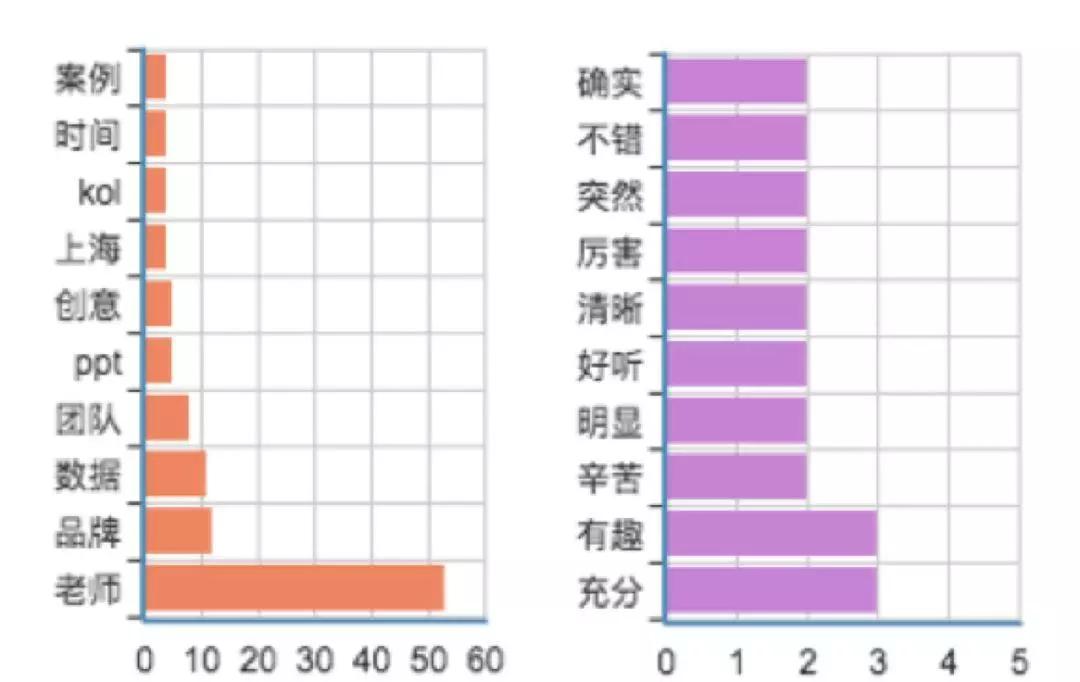 案例
时间
kol
上海
创意
ppt
团队
数据
品牌
老师
0 10 20 30 40 50 60
确实
不错
突然
厉害
清晰
好听
明显
辛苦
有趣
充分
0 1 2 3 4 5